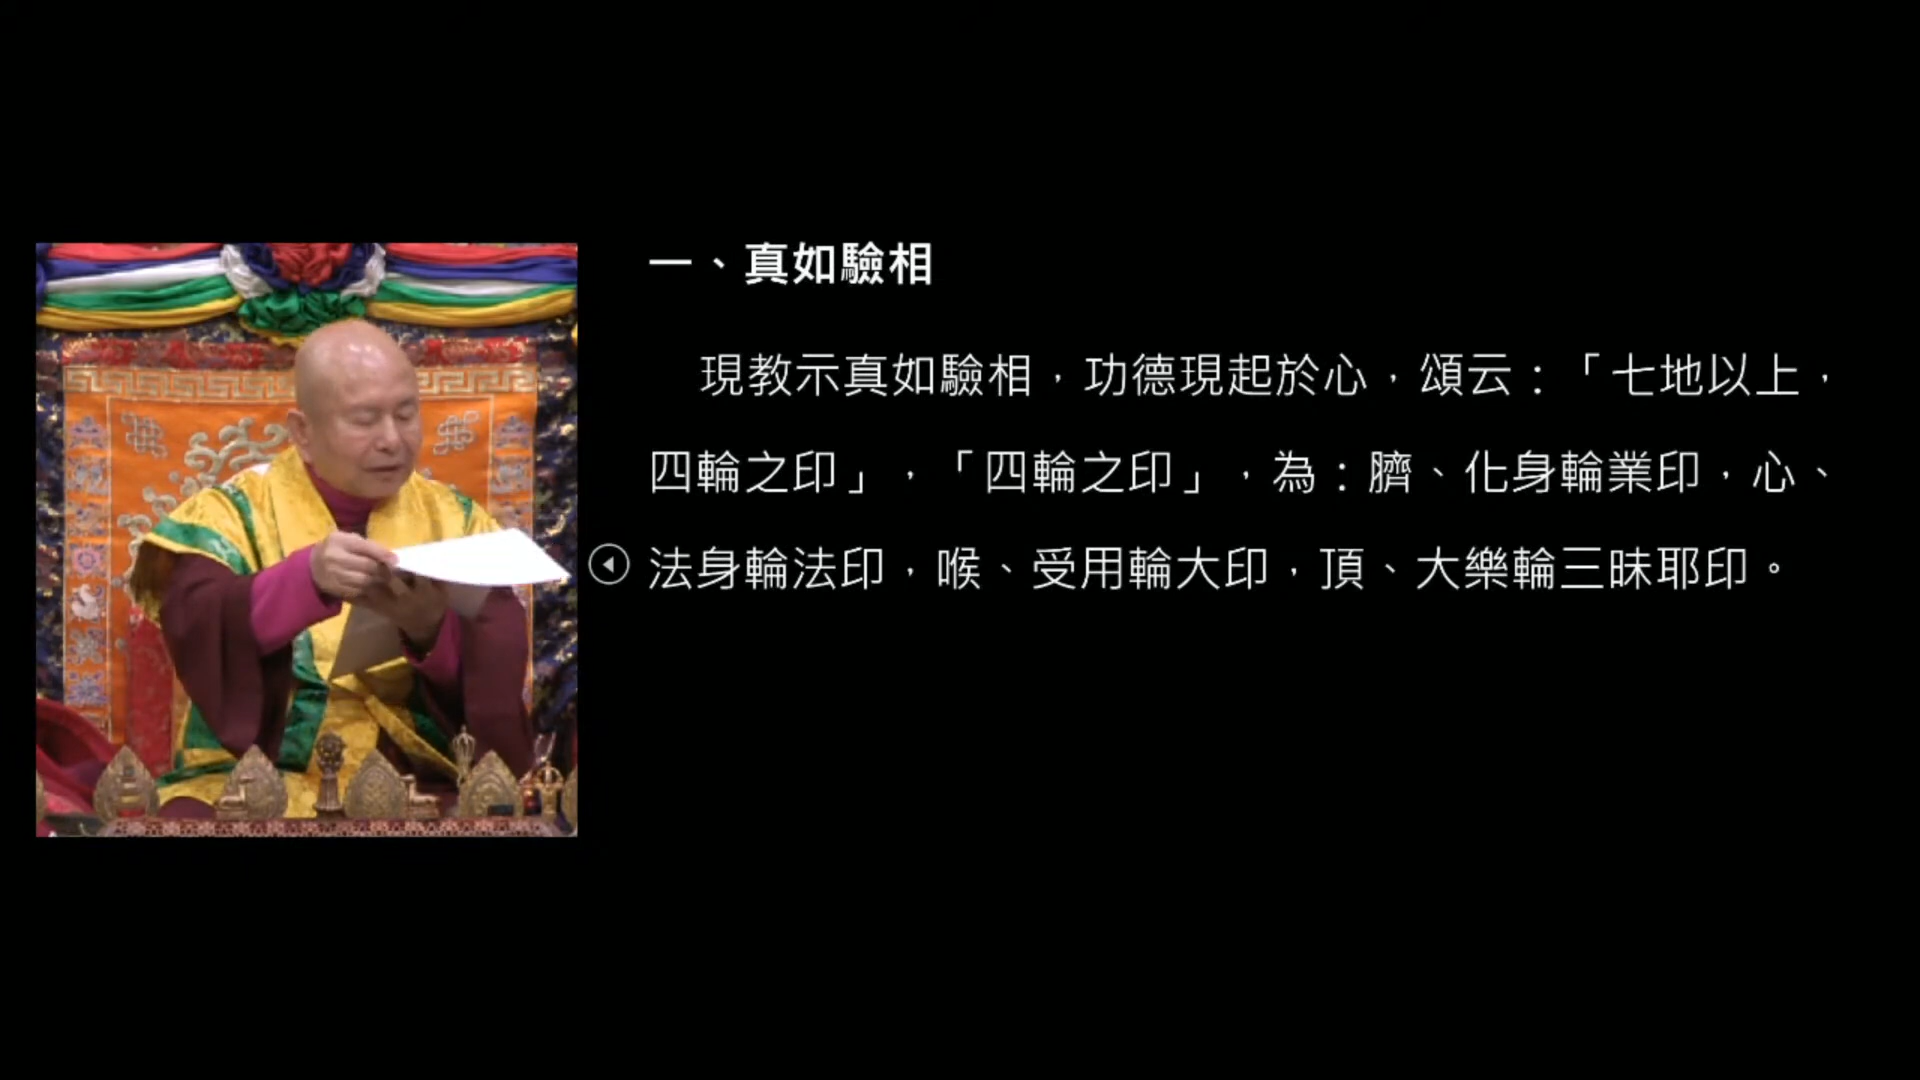 一、真如驗相
現教示真如驗相，功德現起於心，頌云：「七地以上，
四輪之印」，「四輪之印」，為：臍、化身輪業印，心、
法身輪法印，喉、受用輪大印，頂、大樂輪三昧耶印。